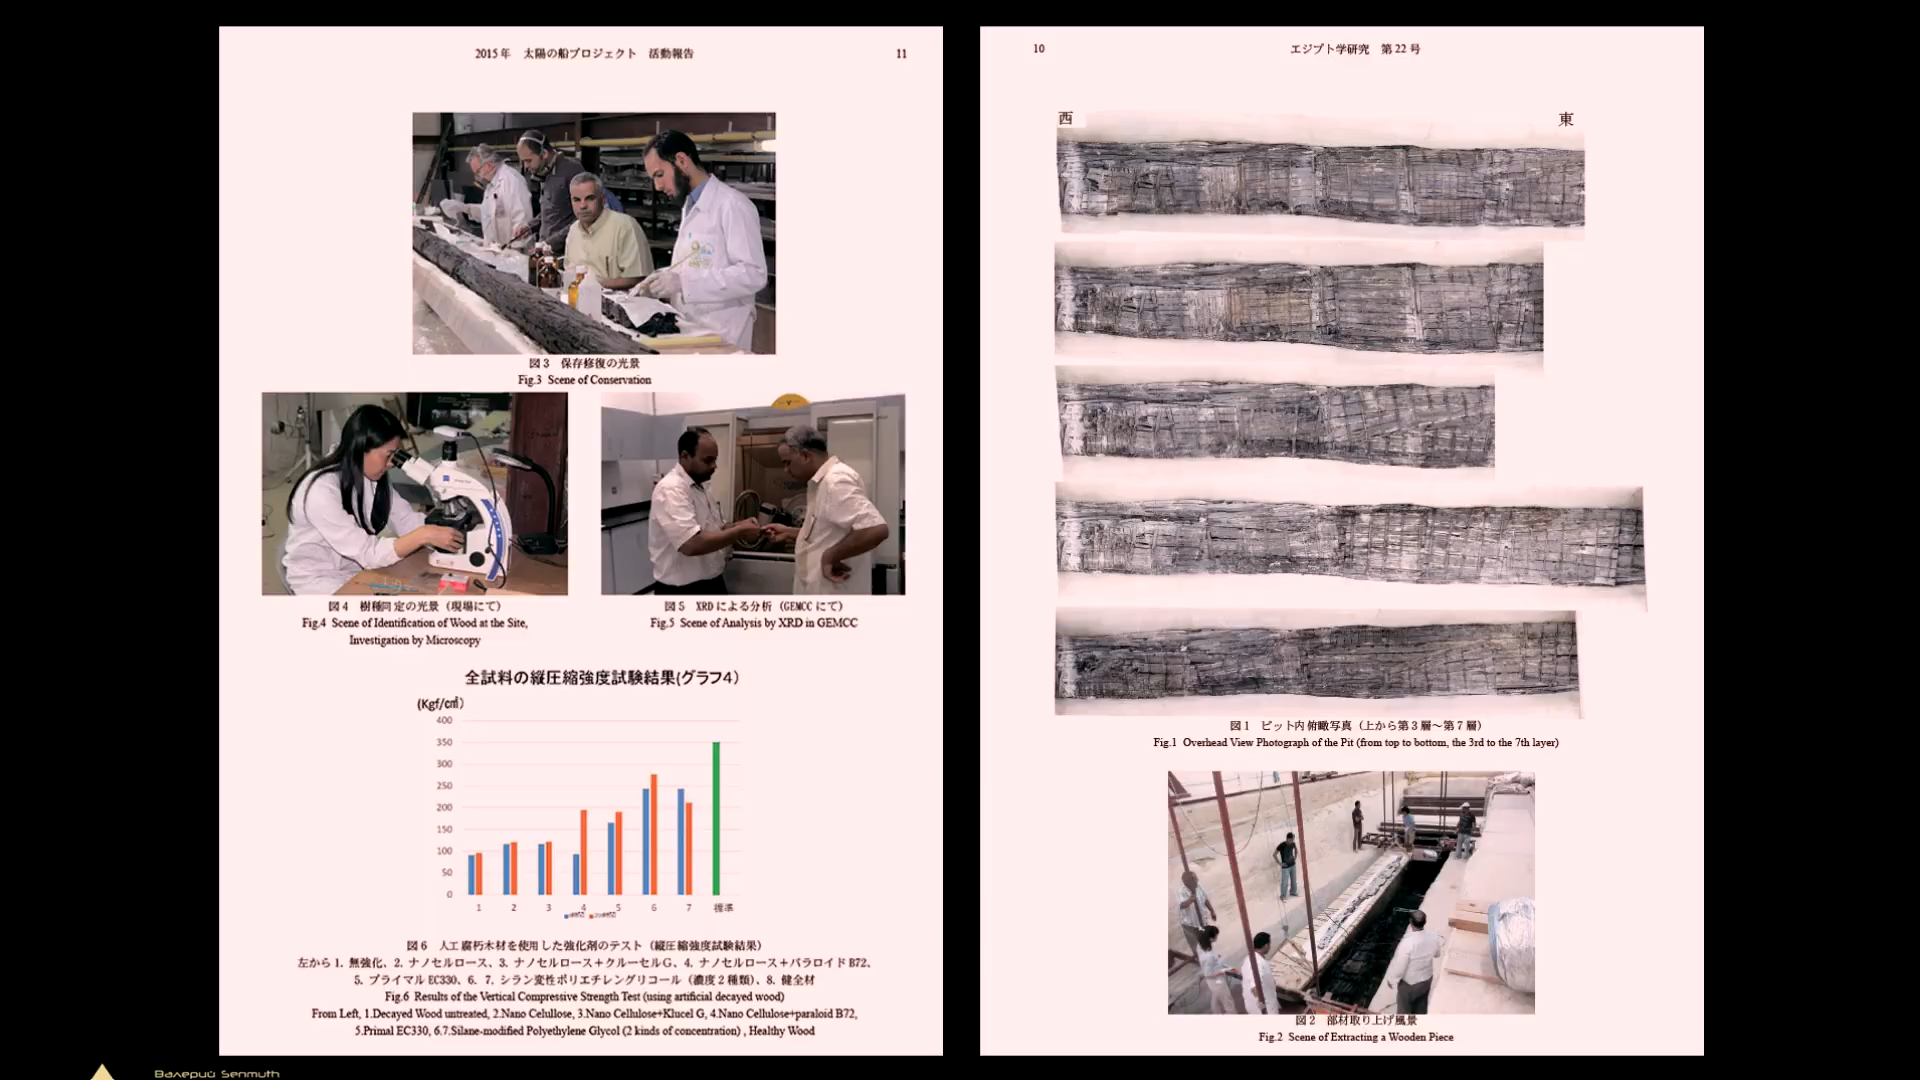 2015年 太陽の船プロジェクト 活動報告 11
図3 保存修復の光景
Fig.3 Scene of Conservation
図4 樹種同定の光景（現場にて）
Fig.4 Scene of Identification of Wood at the Site,
Investigation by Microscopy
図5 XRDによる分析（GEMCCにて）
Fig.5 Scene of Analysis by XRD in GEMCC
全試料の縦圧縮強度試験結果(グラフ4)
(Kgf/c㎡)
400
350
300
250
200
150
100
50
0
1 2 3 4 5 6 7 標準
図6 人工腐朽木材を使用した強化剤のテスト（縦圧縮強度試験結果）
左から1. 無強化、2. ナノセルロース、3. ナノセルロース＋クルーセルG、4. ナノセルロース＋パラロイドB72、
5. プライマルEC330、6. 7. シラン変性ポリエチレングリコール（濃度2種類）、8. 健全材
Fig.6 Results of the Vertical Compressive Strength Test (using artificial decayed wood)
From Left, 1.Decayed Wood untreated, 2.Nano Celullose, 3.Nano Cellulose+Klucel G, 4.Nano Cellulose+paraloid B72,
5.Primal EC330, 6.7.Silane-modified Polyethylene Glycol (2 kinds of concentration) , Healthy Wood
10 エジプト学研究 第22号
西 東
図1 ピット内俯瞰写真（上から第3層～第7層）
Fig.1 Overhead View Photograph of the Pit (from top to bottom, the 3rd to the 7th layer)
図2 部材取り上げ風景
Fig.2 Scene of Extracting a Wooden Piece
Валерий Senmuth